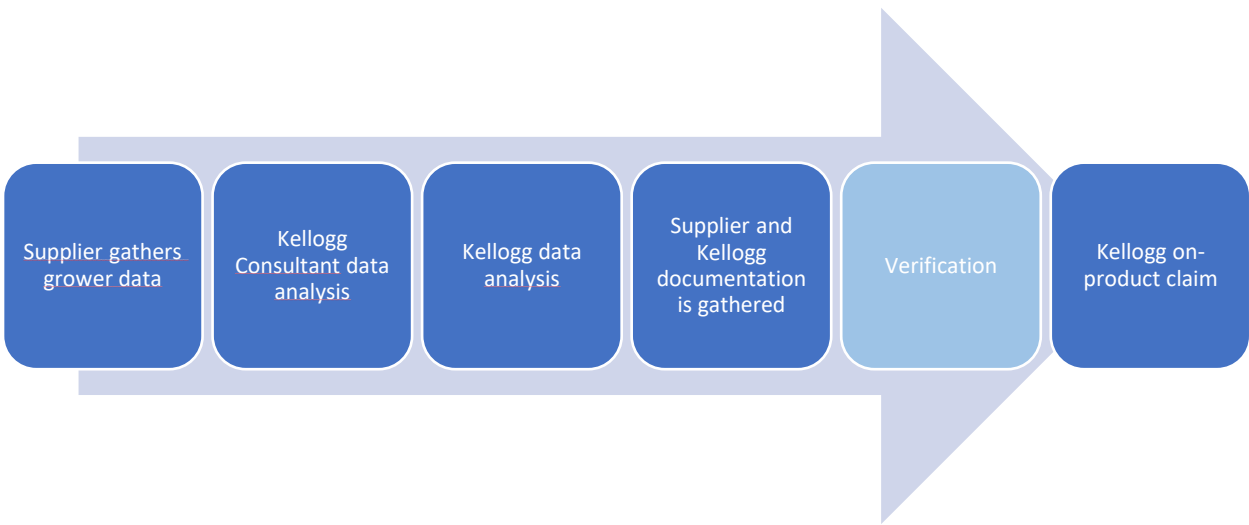 Supplier gathers
grower data
Kellogg
Consultant data
analysis
Kellogg data
analysis
Supplier and
Kellogg
documentation
is gathered
Verification
Kellogg on-
product claim